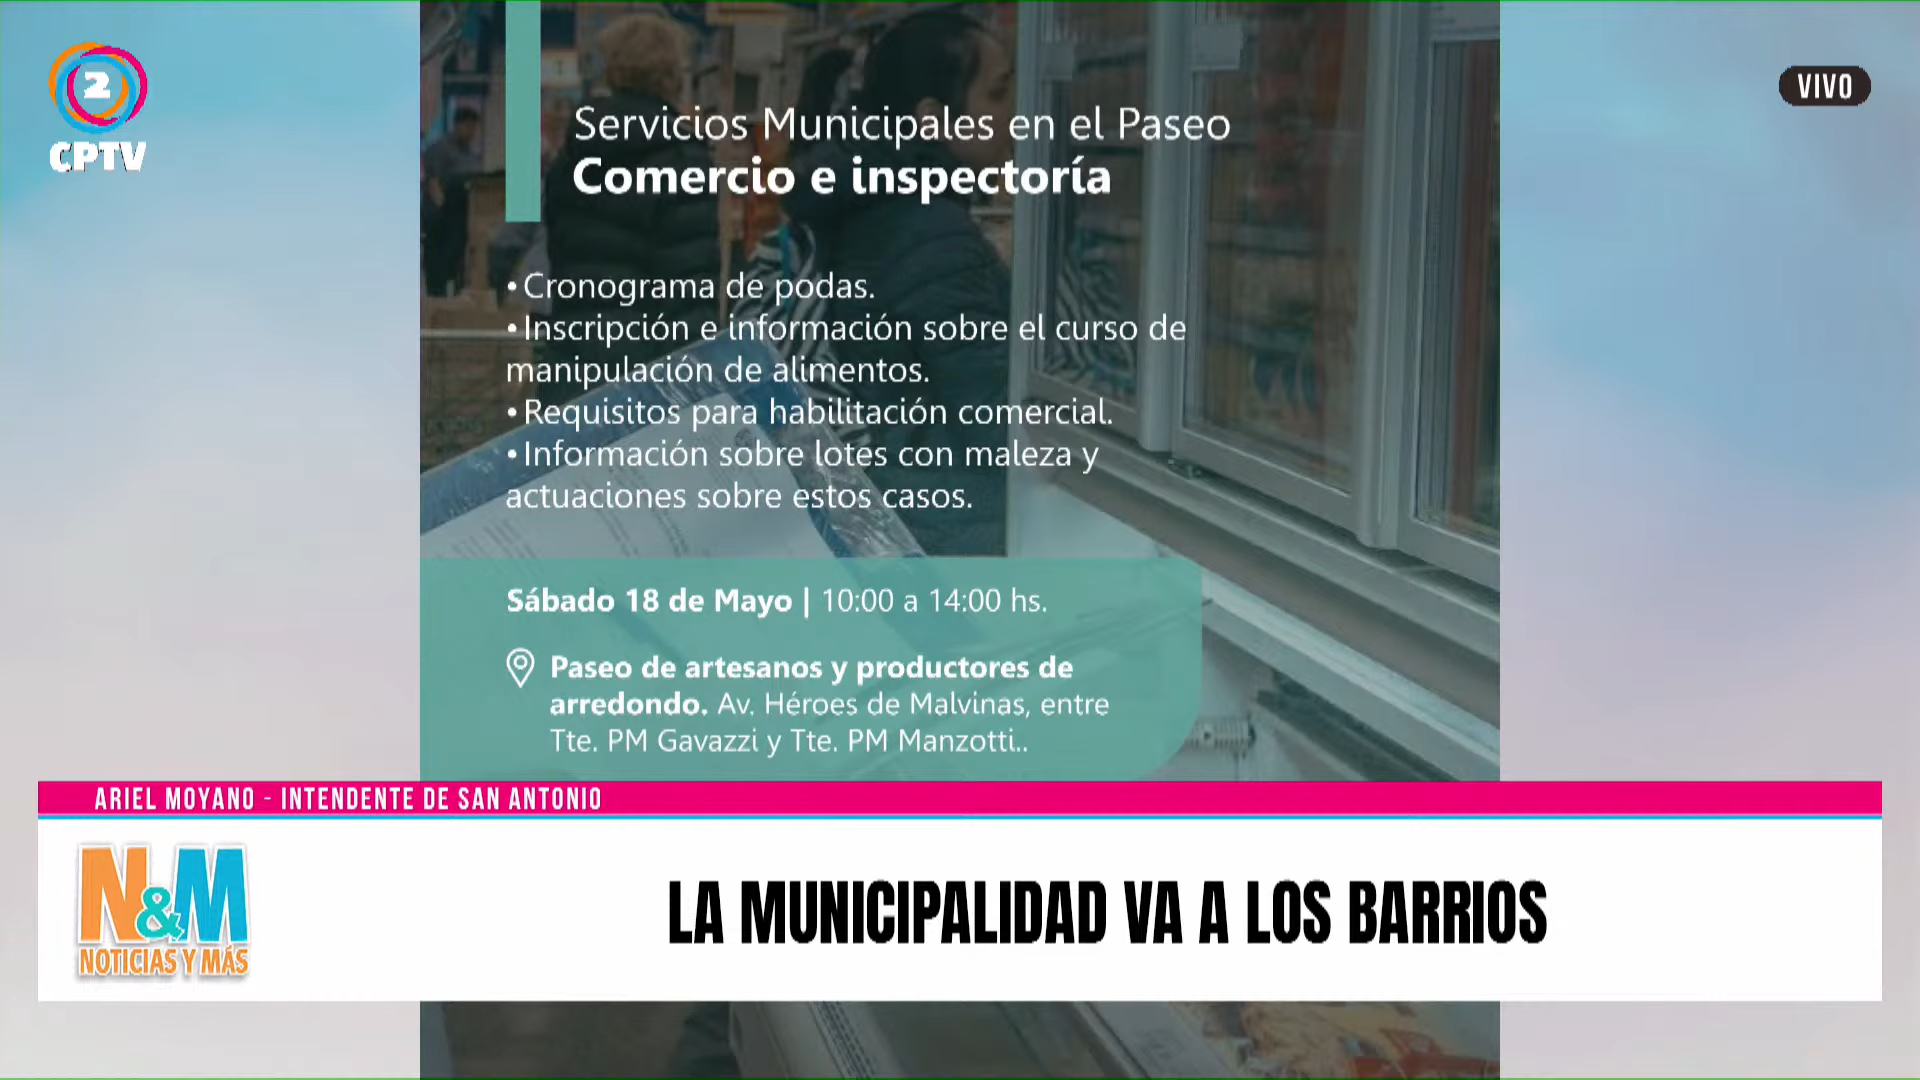 2
CPTV
VIVO
Servicios Municipales en el Paseo
Comercio e inspectoría
•Cronograma de podas.
•Inscripción e información sobre el curso de
manipulación de alimentos.
•Requisitos para habilitación comercial.
•Información sobre lotes con maleza y
actuaciones sobre estos casos.
Sábado 18 de Mayo | 10:00 a 14:00 hs.
Paseo de artesanos y productores de
arredondo. Av. Héroes de Malvinas, entre
Tte. PM Gavazzi y Tte. PM Manzotti..
ARIEL MOYANO - INTENDENTE DE SAN ANTONIO
N&M
NOTICIAS Y MÁS
LA MUNICIPALIDAD VA A LOS BARRIOS